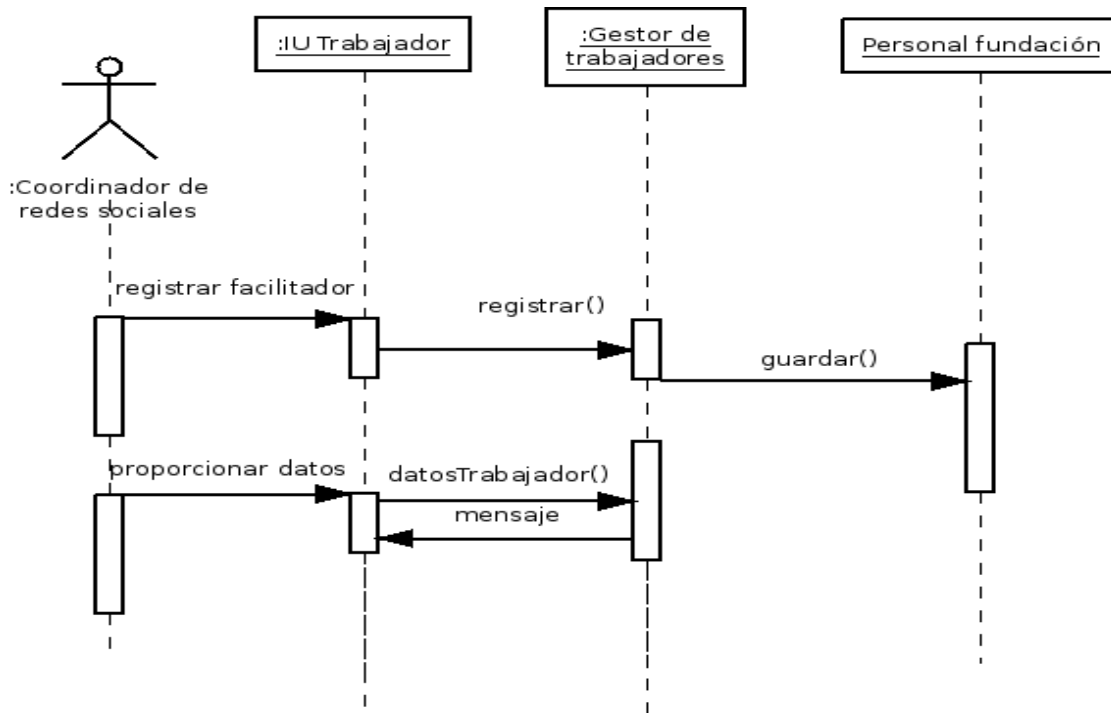 :IU Trabajador
:Gestor de
trabajadores
Personal fundación
:Coordinador de
redes sociales
registrar facilitador
registrar()
guardar()
proporcionar datos
datosTrabajador()
mensaje